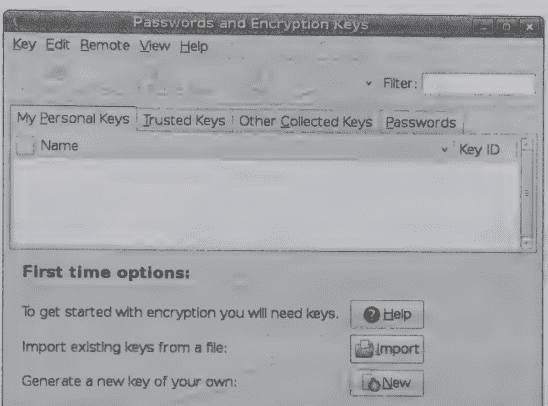 Passwords and Encryption Keys
Key Edit Remote View Help
Filter:
My Personal Keys Trusted Keys Other Collected Keys Passwords
Name Key ID
First time options:
To get started with encryption you will need keys. Help
Import existing keys from a file: Import
Generate a new key of your own: New